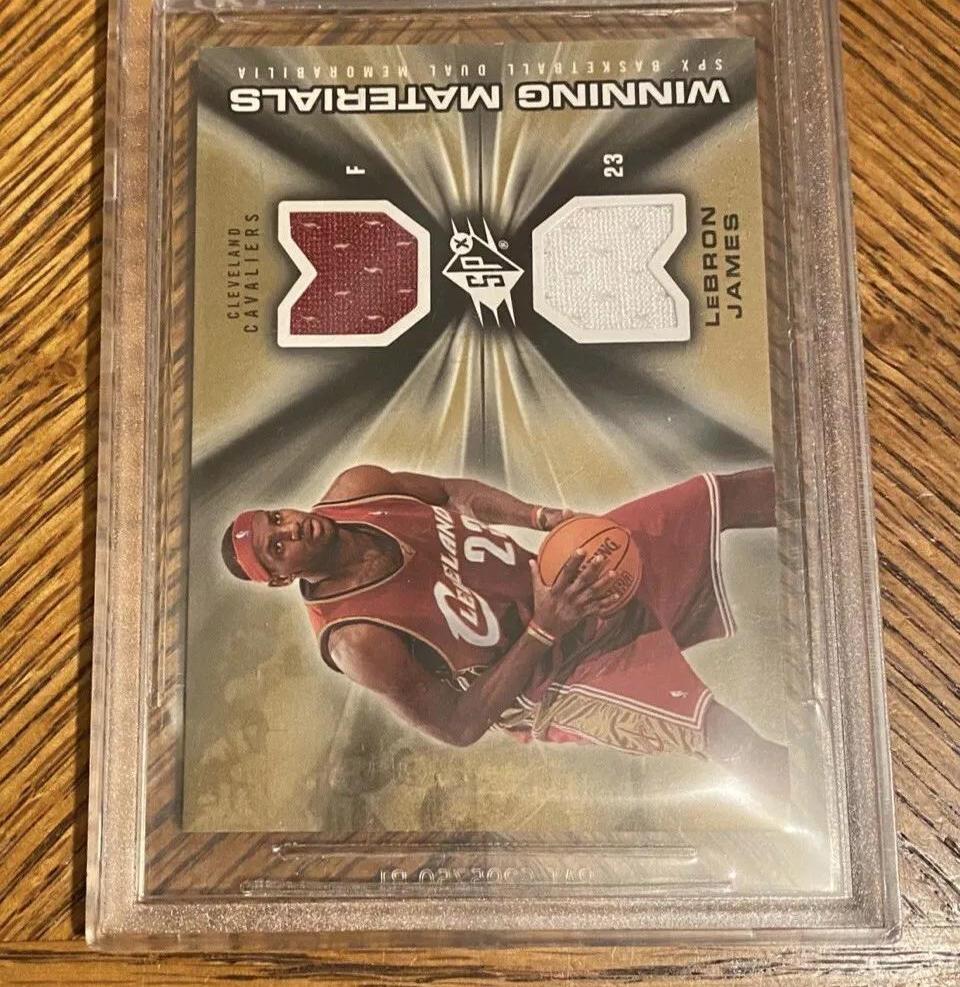 WINNING MATERIALS
SPX BASKETBALL DUAL MEMORABILIA
F
23
CLEVELAND
CAVALIERS
SPx®
LeBRON
JAMES
CLEVELAND
23